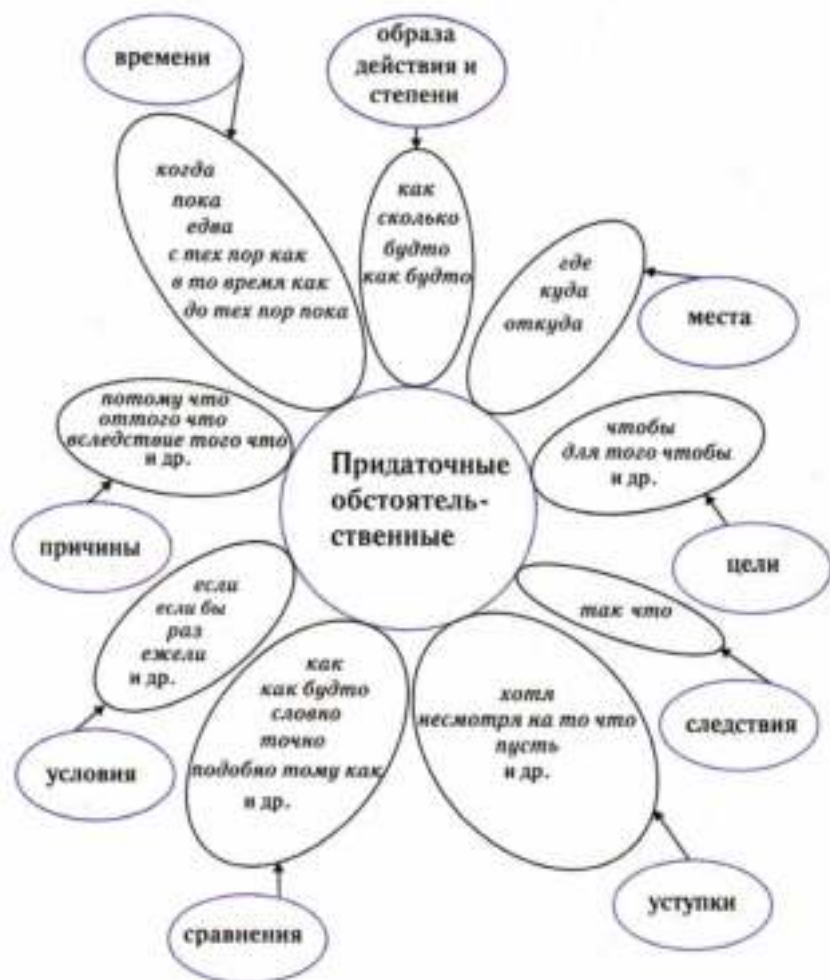 времени
образа
действия и
степени
когда
пока
едва
с тех пор как
в то время как
до тех пор пока
как
сколько
будто
как будто
где
куда
откуда
места
потому что
оттого что
вследствие того что
и др.
причины
Придаточные
обстоятель-
ственные
чтобы
для того чтобы
и др.
цели
если
если бы
раз
ежели
и др.
условия
как
как будто
словно
точно
подобно тому как
и др.
сравнения
хотя
несмотря на то что
пусть
и др.
уступки
так что
следствия